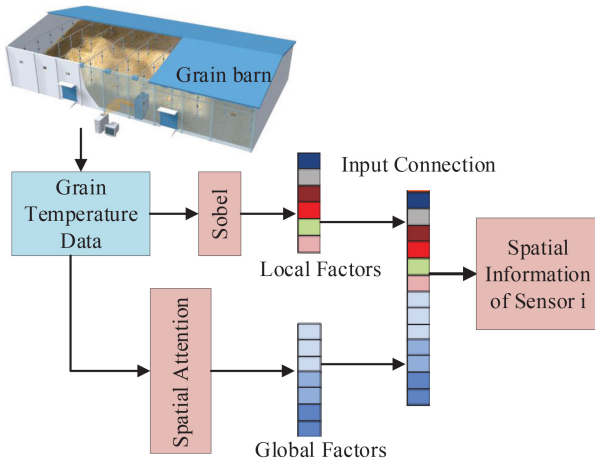 Grain barn
Grain
Temperature
Data
Sobel
Input Connection
Local Factors
Spatial
Information
of Sensor i
Spatial Attention
Global Factors